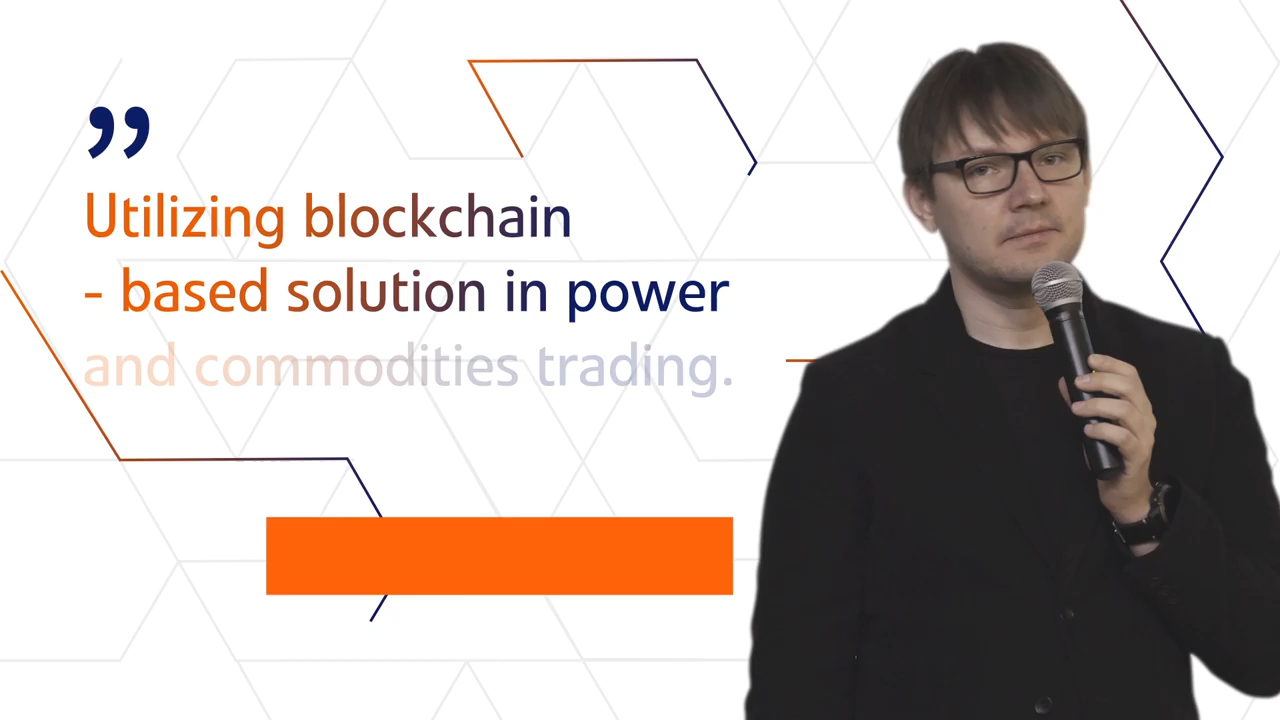 ”
Utilizing blockchain
- based solution in power
and commodities trading.